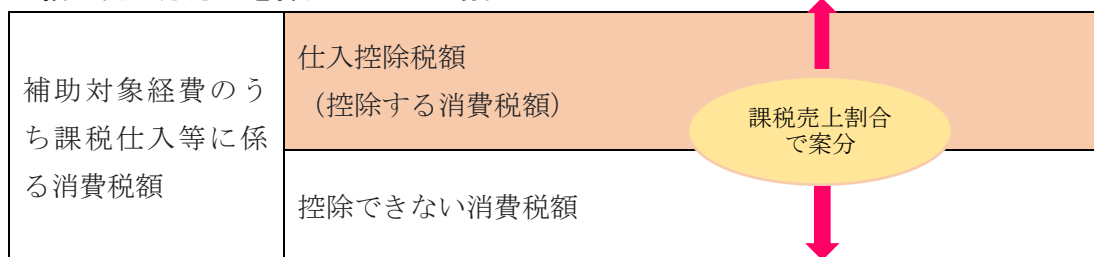 補助対象経費のう
ち課税仕入等に係
る消費税額
仕入控除税額
（控除する消費税額）
課税売上割合
で案分
控除できない消費税額